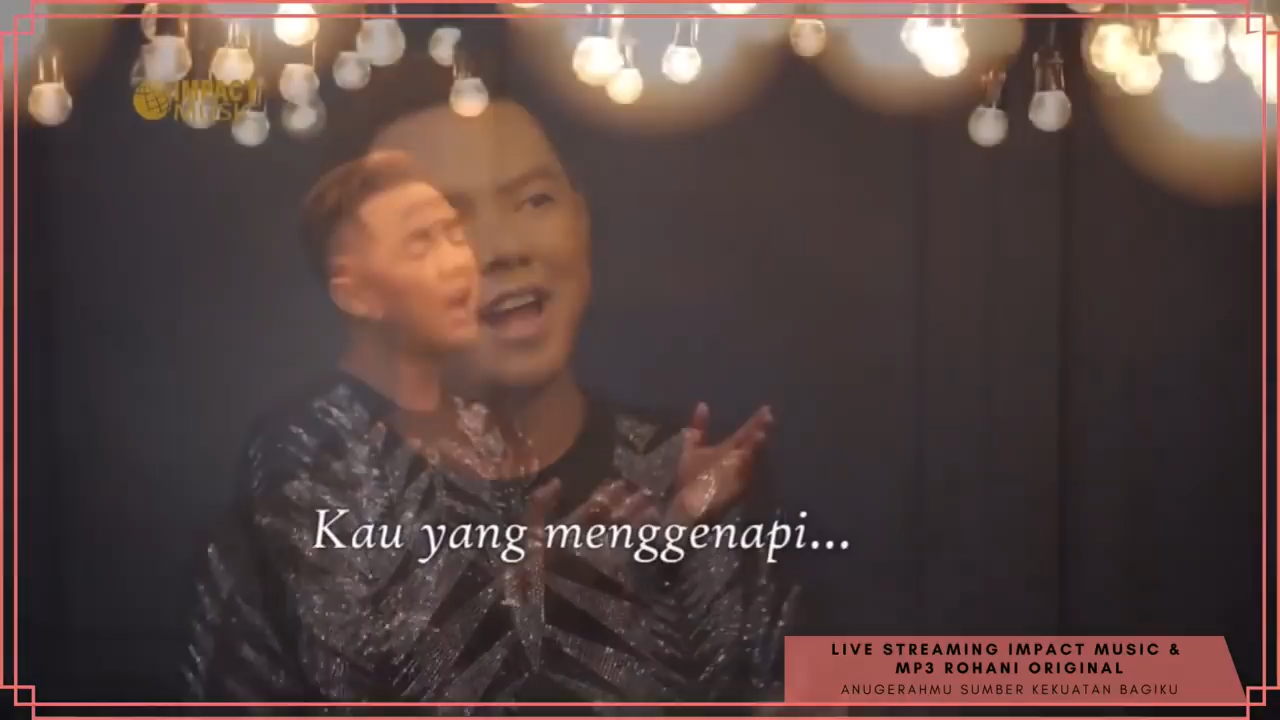 IMPACT
MUSIC
Kau yang menggenapi...
LIVE STREAMING IMPACT MUSIC &
MP3 ROHANI ORIGINAL
ANUGERAHMU SUMBER KEKUATAN BAGIKU